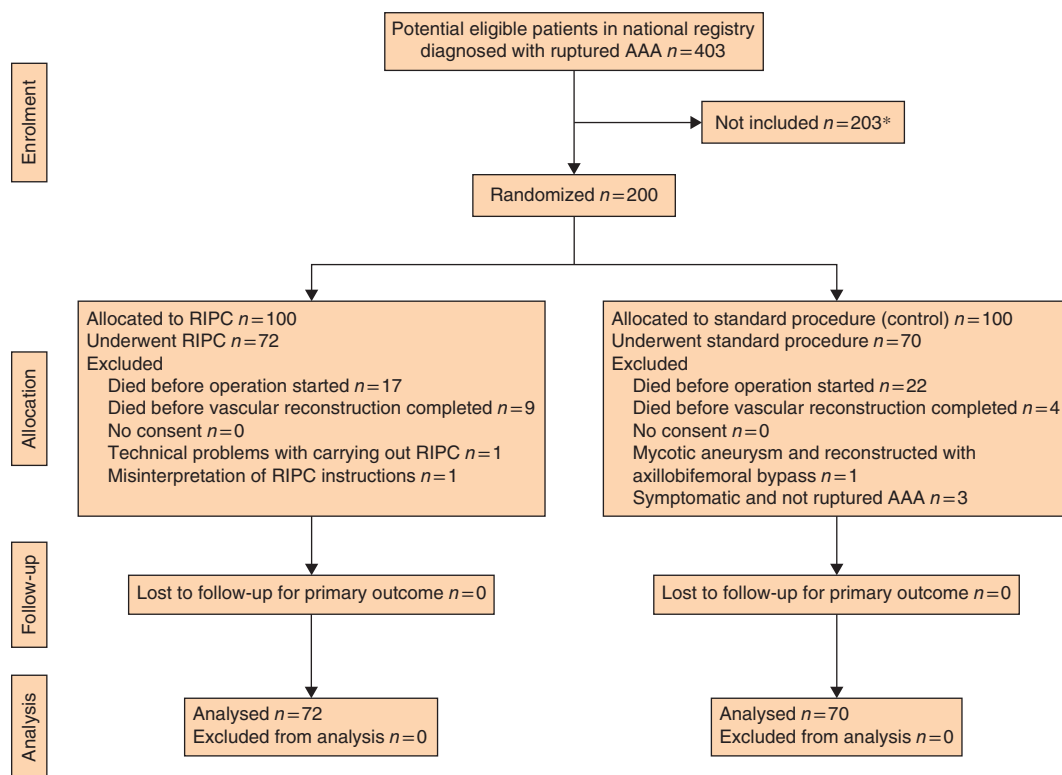 Enrolment
Potential eligible patients in national registry
diagnosed with ruptured AAA n=403
Not included n=203*
Randomized n=200
Allocation
Allocated to RIPC n=100
Underwent RIPC n=72
Excluded
Died before operation started n=17
Died before vascular reconstruction completed n=9
No consent n=0
Technical problems with carrying out RIPC n=1
Misinterpretation of RIPC instructions n=1
Allocated to standard procedure (control) n=100
Underwent standard procedure n=70
Excluded
Died before operation started n=22
Died before vascular reconstruction completed n=4
No consent n=0
Mycotic aneurysm and reconstructed with
axillobifemoral bypass n=1
Symptomatic and not ruptured AAA n=3
Follow-up
Lost to follow-up for primary outcome n=0
Lost to follow-up for primary outcome n=0
Analysis
Analysed n=72
Excluded from analysis n=0
Analysed n=70
Excluded from analysis n=0